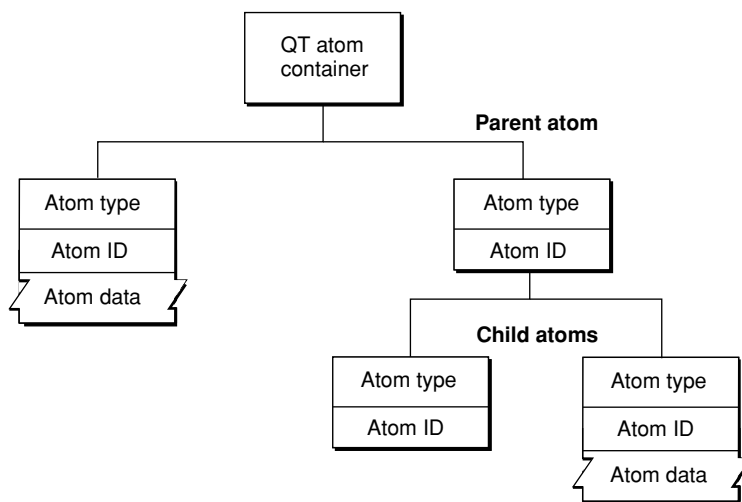 QT atom
container
Parent atom
Atom type
Atom ID
Atom data
Atom type
Atom ID
Child atoms
Atom type
Atom ID
Atom type
Atom ID
Atom data